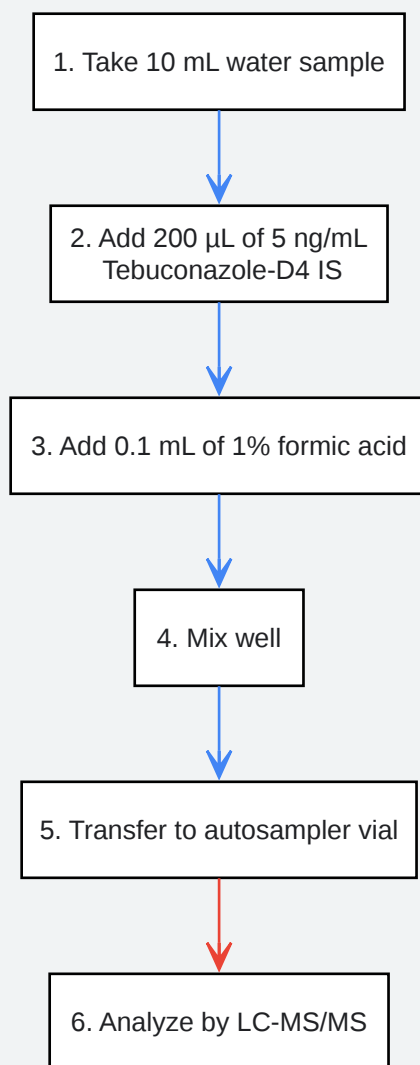 1. Take 10 mL water sample
2. Add 200 µL of 5 ng/mL
Tebuconazole-D4 IS
3. Add 0.1 mL of 1% formic acid
4. Mix well
5. Transfer to autosampler vial
6. Analyze by LC-MS/MS